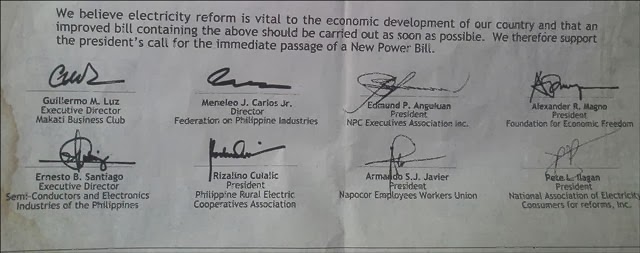 We believe electricity reform is vital to the economic development of our country and that an
improved bill containing the above should be carried out as soon as possible. We therefore support
the president's call for the immediate passage of a New Power Bill.
Guillermo M. Luz
Executive Director
Makati Business Club
Meneleo J. Carlos Jr.
Director
Federation on Philippine Industries
Edmund P. Angukuan
President
NPC Executives Association Inc.
Alexander R. Magno
President
Foundation for Economic Freedom
Ernesto B. Santiago
Executive Director
Semi-Conductors and Electronics
Industries of the Philippines
Rizalino Culalic
President
Philippine Rural Electric
Cooperatives Association
Armando S.J. Javier
President
Napocor Employees Workers Union
Pete L. Ilagan
President
National Association of Electricity
Consumers for reforms, Inc.